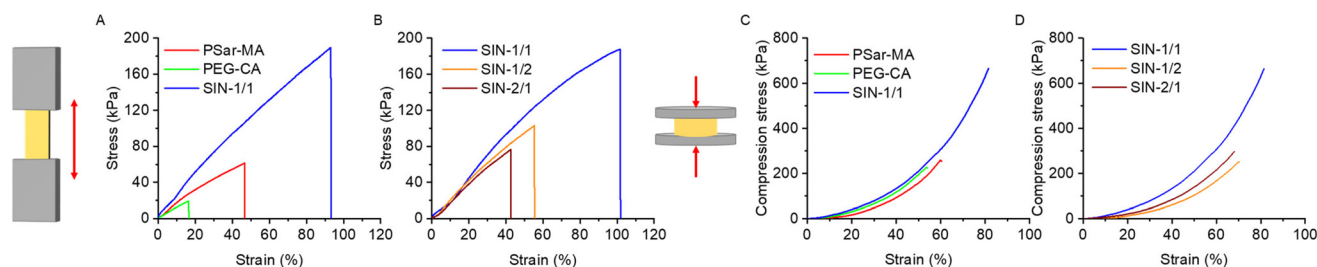 A
Stress (kPa)
200
160
120
80
40
0
PSar-MA
PEG-CA
SIN-1/1
0 20 40 60 80 100 120
Strain (%)
B
Stress (kPa)
200
160
120
80
40
0
SIN-1/1
SIN-1/2
SIN-2/1
0 20 40 60 80 100 120
Strain (%)
C
Compression stress (kPa)
800
600
400
200
0
PSar-MA
PEG-CA
SIN-1/1
0 20 40 60 80 100
Strain (%)
D
Compression stress (kPa)
800
600
400
200
0
SIN-1/1
SIN-1/2
SIN-2/1
0 20 40 60 80 100
Strain (%)